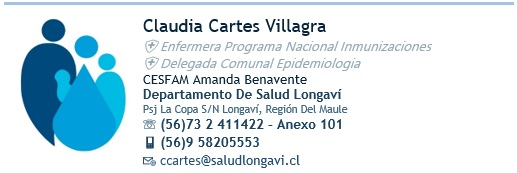 Claudia Cartes Villagra
Enfermera Programa Nacional Inmunizaciones
Delegada Comunal Epidemiologia
CESFAM Amanda Benavente
Departamento De Salud Longaví
Psj La Copa S/N Longaví, Región Del Maule
(56)73 2 411422 - Anexo 101
(56)9 58205553
ccartes@saludlongavi.cl